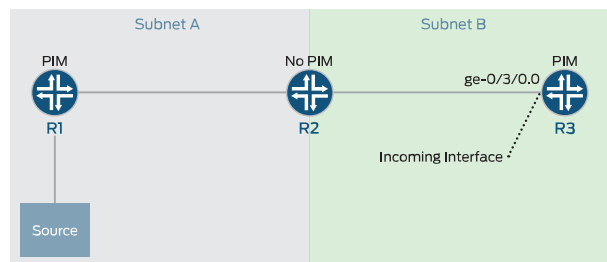 Subnet A
Subnet B
PIM
No PIM
PIM
ge-0/3/0.0
R1
R2
R3
Incoming Interface
Source